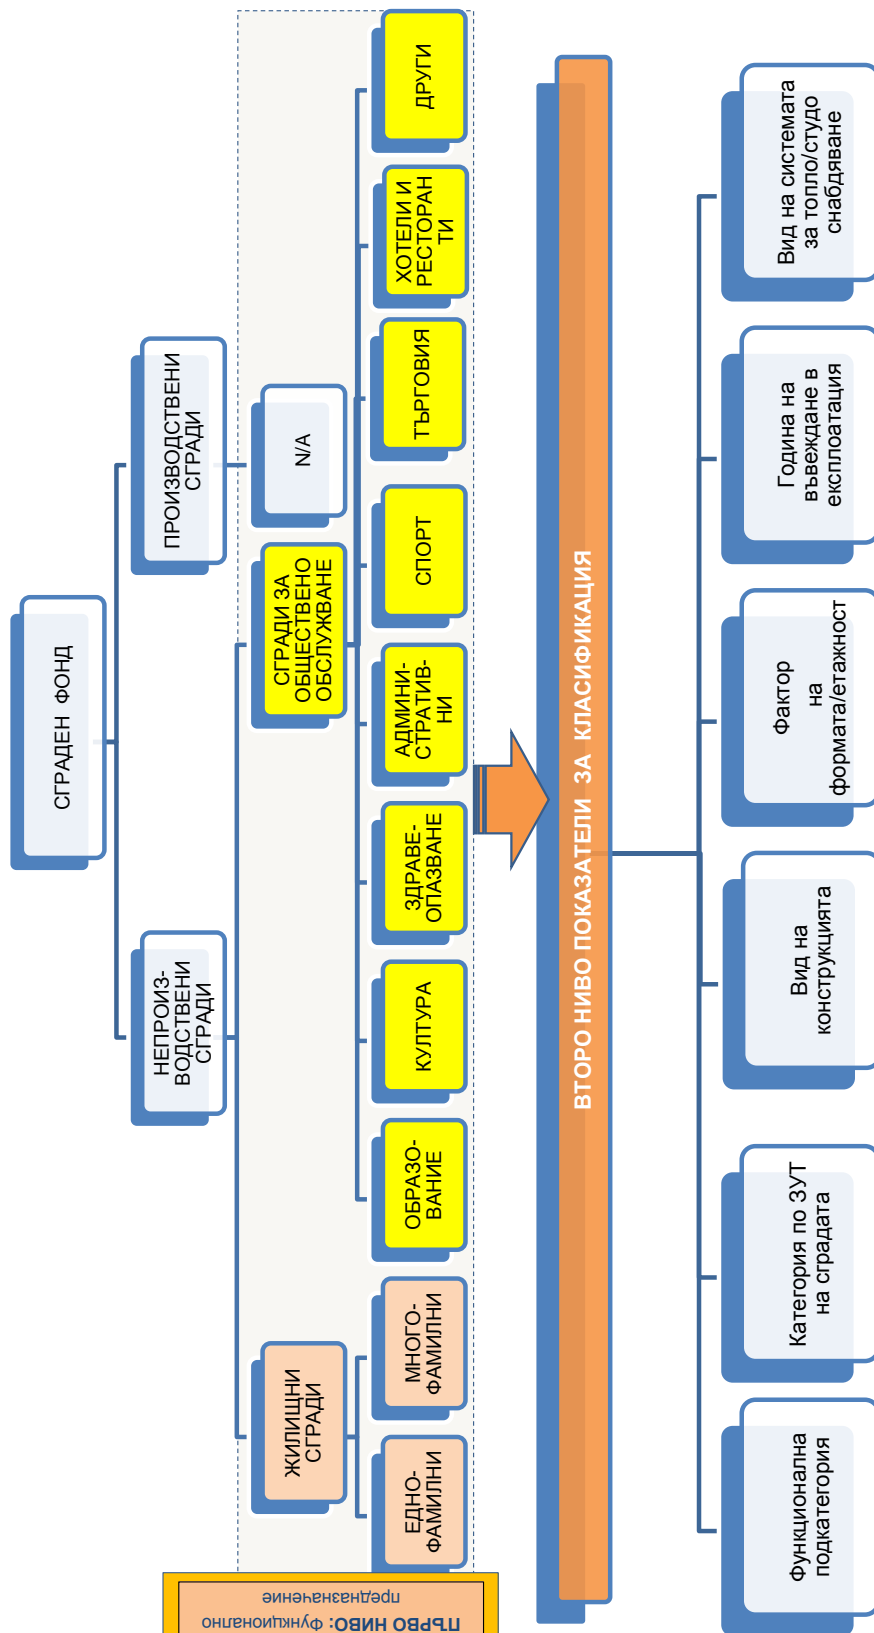 СГРАДЕН ФОНД
НЕПРОИЗ-
ВОДСТВЕНИ
СГРАДИ
ПРОИЗВОДСТВЕНИ
СГРАДИ
ЖИЛИЩНИ
СГРАДИ
СГРАДИ ЗА
ОБЩЕСТВЕНО
ОБСЛУЖВАНЕ
N/A
ЕДНО-
ФАМИЛНИ
МНОГО-
ФАМИЛНИ
ОБРАЗО-
ВАНИЕ
КУЛТУРА
ЗДРАВЕ-
ОПАЗВАНЕ
АДМИНИ-
СТРАТИВ-
НИ
СПОРТ
ТЪРГОВИЯ
ХОТЕЛИ И
РЕСТОРАН
ТИ
ДРУГИ
ПЪРВО НИВО: Функционално
предназначение
ВТОРО НИВО ПОКАЗАТЕЛИ ЗА КЛАСИФИКАЦИЯ
Функционална
подкатегория
Категория по ЗУТ
на сградата
Вид на
конструкцията
Фактор
на
формата/етажност
Година на
въвеждане в
експлоатация
Вид на системата
за топло/студо
снабдяване